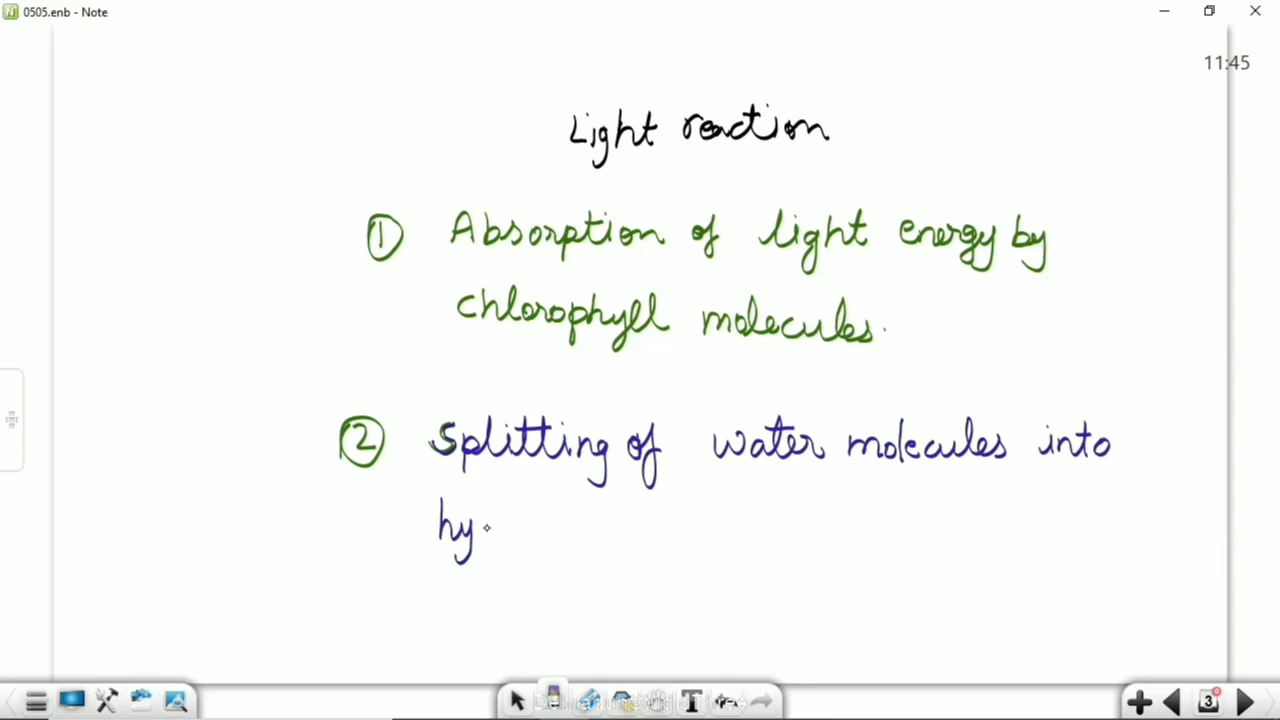 0505.enb - Note
11:45
Light reaction
① Absorption of light energy by
chlorophyll molecules.
② Splitting of water molecules into
hy
3